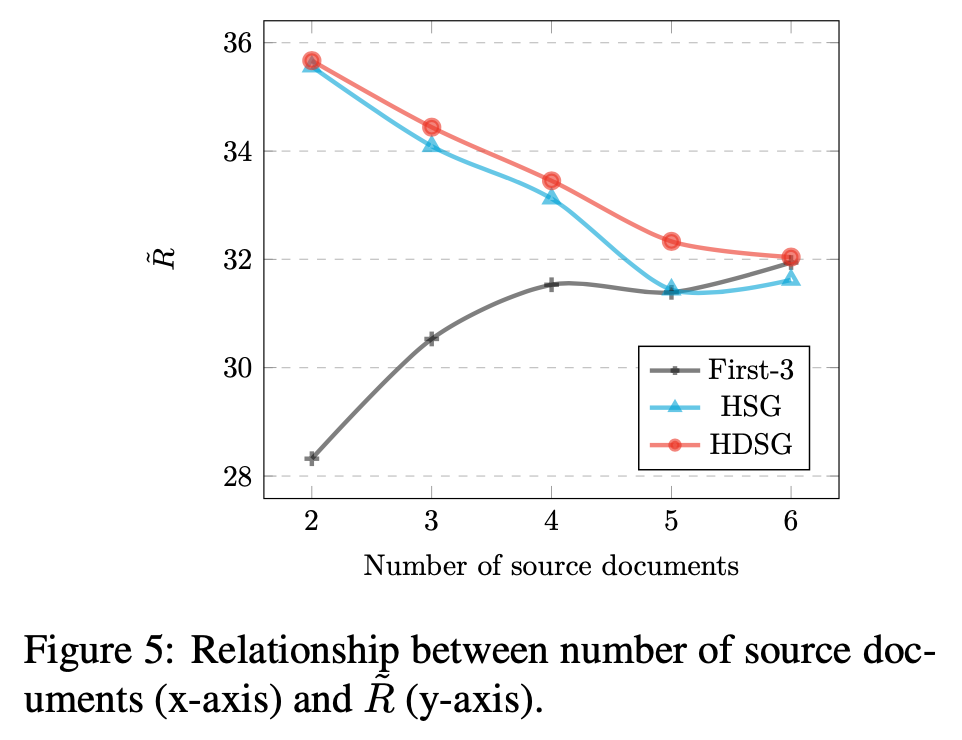 36
34
32
30
28
R̃
First-3
HSG
HDSG
2 3 4 5 6
Number of source documents
Figure 5: Relationship between number of source doc-
uments (x-axis) and R̃̃ (y-axis).